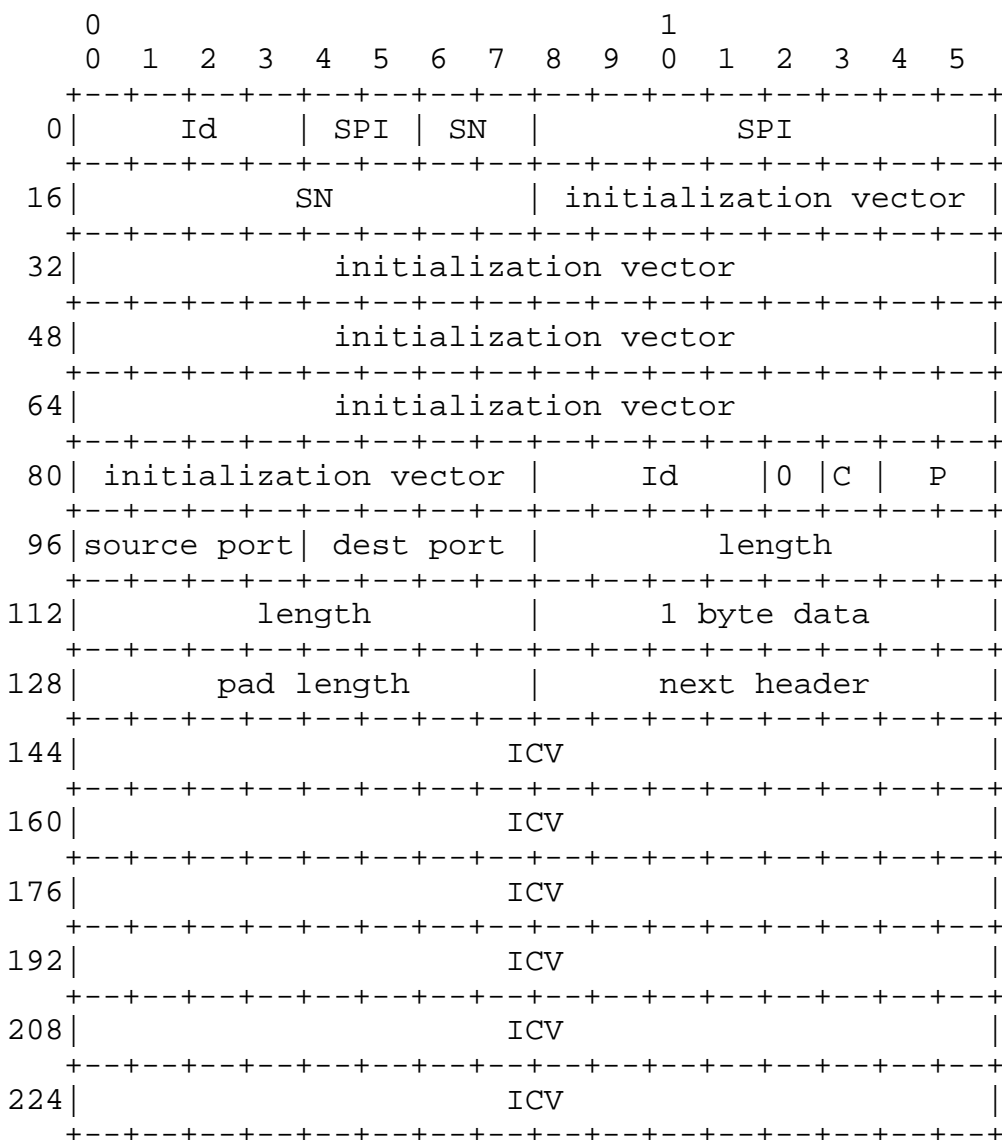 0 1
0 1 2 3 4 5 6 7 8 9 0 1 2 3 4 5
+--+--+--+--+--+--+--+--+--+--+--+--+--+--+--+--+
0| Id | SPI | SN | SPI |
+--+--+--+--+--+--+--+--+--+--+--+--+--+--+--+--+
16| SN | initialization vector |
+--+--+--+--+--+--+--+--+--+--+--+--+--+--+--+--+
32| initialization vector |
+--+--+--+--+--+--+--+--+--+--+--+--+--+--+--+--+
48| initialization vector |
+--+--+--+--+--+--+--+--+--+--+--+--+--+--+--+--+
64| initialization vector |
+--+--+--+--+--+--+--+--+--+--+--+--+--+--+--+--+
80| initialization vector | Id |0 |C | P |
+--+--+--+--+--+--+--+--+--+--+--+--+--+--+--+--+
96|source port| dest port | length |
+--+--+--+--+--+--+--+--+--+--+--+--+--+--+--+--+
112| length | 1 byte data |
+--+--+--+--+--+--+--+--+--+--+--+--+--+--+--+--+
128| pad length | next header |
+--+--+--+--+--+--+--+--+--+--+--+--+--+--+--+--+
144| ICV |
+--+--+--+--+--+--+--+--+--+--+--+--+--+--+--+--+
160| ICV |
+--+--+--+--+--+--+--+--+--+--+--+--+--+--+--+--+
176| ICV |
+--+--+--+--+--+--+--+--+--+--+--+--+--+--+--+--+
192| ICV |
+--+--+--+--+--+--+--+--+--+--+--+--+--+--+--+--+
208| ICV |
+--+--+--+--+--+--+--+--+--+--+--+--+--+--+--+--+
224| ICV |
+--+--+--+--+--+--+--+--+--+--+--+--+--+--+--+--+